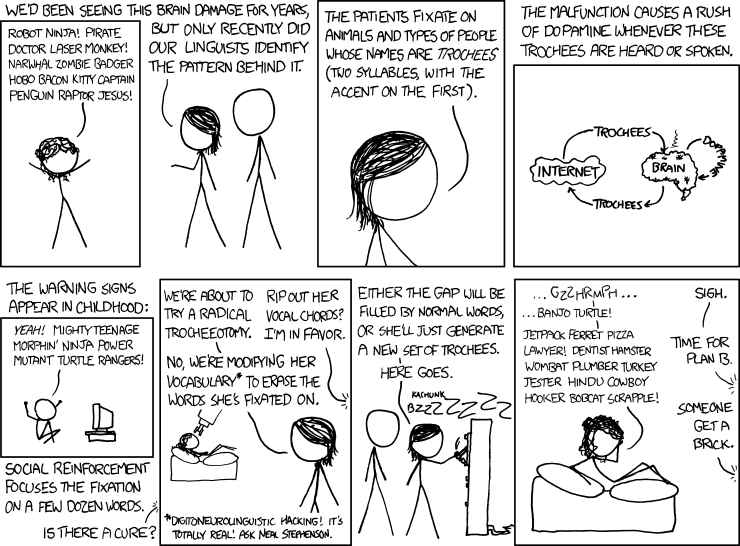 WE'D BEEN SEEING THIS BRAIN DAMAGE FOR YEARS,
BUT ONLY RECENTLY DID
OUR LINGUISTS IDENTIFY
THE PATTERN BEHIND IT.
ROBOT NINJA! PIRATE
DOCTOR LASER MONKEY!
NARWHAL ZOMBIE BADGER
HOBO BACON KITTY CAPTAIN
PENGUIN RAPTOR JESUS!
THE PATIENTS FIXATE ON
ANIMALS AND TYPES OF PEOPLE
WHOSE NAMES ARE TROCHEES
(TWO SYLLABLES, WITH THE
ACCENT ON THE FIRST).
THE MALFUNCTION CAUSES A RUSH
OF DOPAMINE WHENEVER THESE
TROCHEES ARE HEARD OR SPOKEN.
TROCHEES
INTERNET
BRAIN
DOPAMINE
TROCHEES
THE WARNING SIGNS
APPEAR IN CHILDHOOD:
YEAH! MIGHTY TEENAGE
MORPHIN' NINJA POWER
MUTANT TURTLE RANGERS!
SOCIAL REINFORCEMENT
FOCUSES THE FIXATION
ON A FEW DOZEN WORDS.
IS THERE A CURE?
WE'RE ABOUT TO
TRY A RADICAL
TROCHEEOTOMY.
RIP OUT HER
VOCAL CHORDS?
I'M IN FAVOR.
NO, WE'RE MODIFYING HER
VOCABULARY* TO ERASE THE
WORDS SHE'S FIXATED ON.
*DIGITONEUROLINGUISTIC HACKING! IT'S
TOTALLY REAL! ASK NEAL STEPHENSON.
EITHER THE GAP WILL BE
FILLED BY NORMAL WORDS,
OR SHE'LL JUST GENERATE
A NEW SET OF TROCHEES.
HERE GOES.
KACHUNK
BZZZZZZZZZ
... GZZHRMPH ...
...BANJO TURTLE!
JETPACK FERRET PIZZA
LAWYER! DENTIST HAMSTER
WOMBAT PLUMBER TURKEY
JESTER HINDU COWBOY
HOOKER BOBCAT SCRAPPLE!
SIGH.
TIME FOR
PLAN B.
SOMEONE
GET A
BRICK.